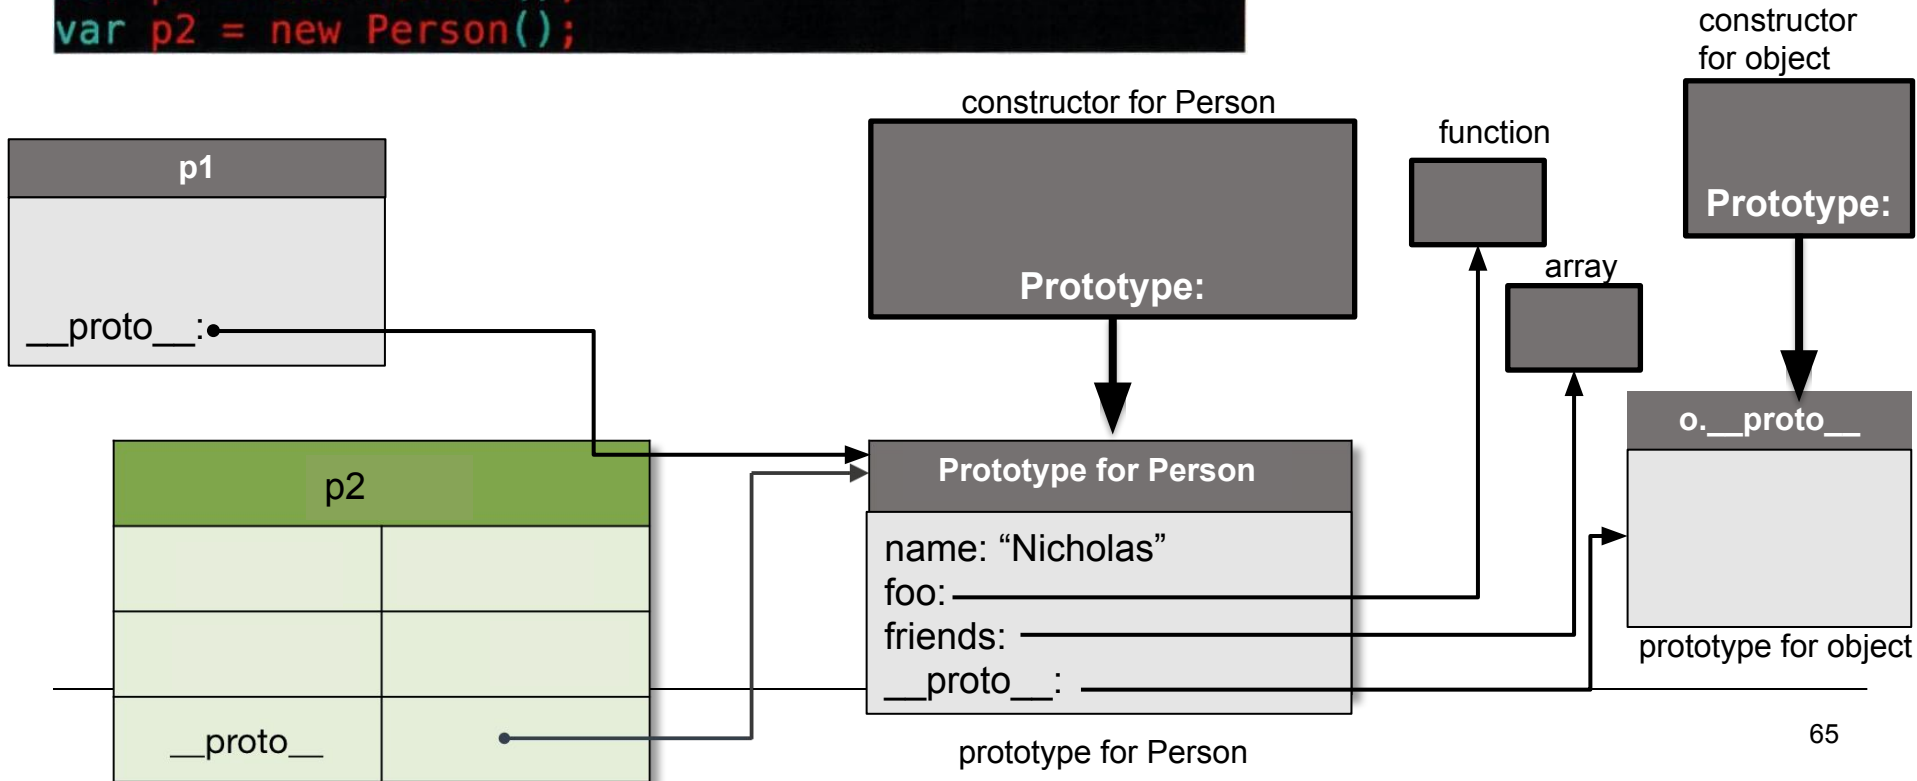 var p2 = new Person();
constructor
for object
constructor for Person
function
p1
Prototype:
Prototype:
array
__proto__:
o.__proto__
Prototype for Person
p2
name: “Nicholas”
foo:
friends:
__proto__:
prototype for object
__proto__
prototype for Person
65